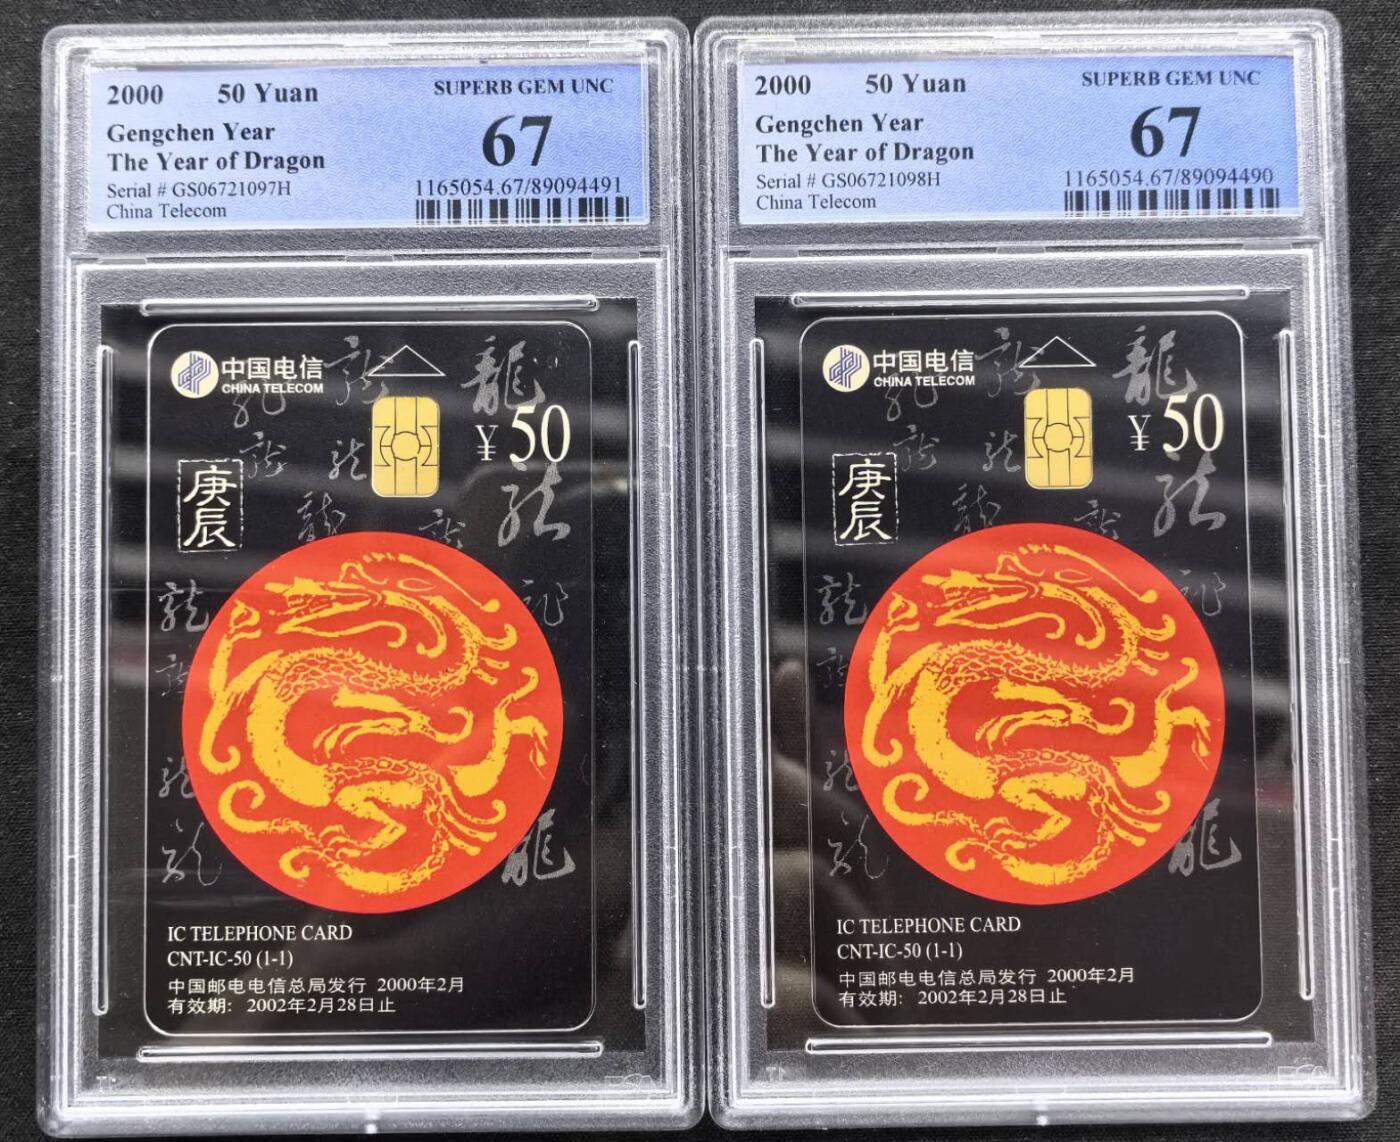 2000 50 Yuan
Gengchen Year
The Year of Dragon
Serial # GS06721097H
China Telecom
SUPERB GEM UNC
67
1165054.67/89094491
中国电信
CHINA TELECOM
¥50
庚辰
龍
IC TELEPHONE CARD
CNT-IC-50 (1-1)
中国邮电电信总局发行 2000年2月
有效期: 2002年2月28日止
2000 50 Yuan
Gengchen Year
The Year of Dragon
Serial # GS06721098H
China Telecom
SUPERB GEM UNC
67
1165054.67/89094490
中国电信
CHINA TELECOM
¥50
庚辰
龍
IC TELEPHONE CARD
CNT-IC-50 (1-1)
中国邮电电信总局发行 2000年2月
有效期: 2002年2月28日止